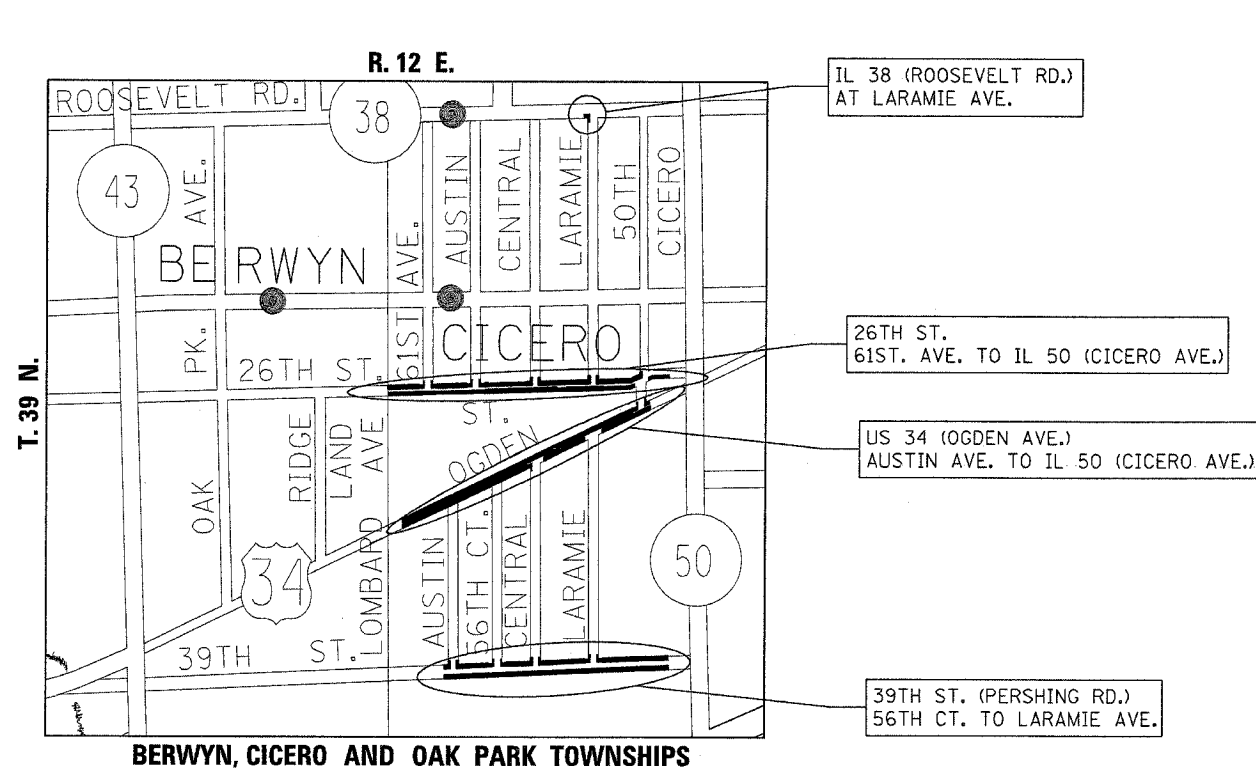 R. 12 E.
IL 38 (ROOSEVELT RD.)
AT LARAMIE AVE.
ROOSEVELT RD.
38
43
AVE.
AUSTIN
CENTRAL
LARAMIE
50TH
CICERO
BERWYN
61ST AVE.
CICERO
PK.
26TH ST.
26TH ST.
61ST. AVE. TO IL 50 (CICERO AVE.)
T. 39 N.
ST.
OGDEN
US 34 (OGDEN AVE.)
AUSTIN AVE. TO IL 50 (CICERO AVE.)
OAK
RIDGE
LAND
AVE
LOMBARD
34
AUSTIN
56TH CT.
CENTRAL
LARAMIE
50
39TH ST.
39TH ST. (PERSHING RD.)
56TH CT. TO LARAMIE AVE.
BERWYN, CICERO AND OAK PARK TOWNSHIPS